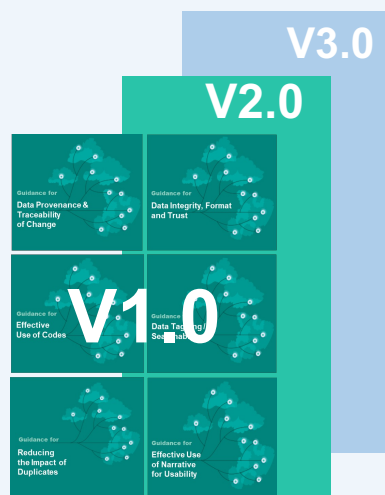 V3.0
V2.0
Guidance for
Data Provenance &
Traceability
of Change
Guidance for
Data Integrity, Format
and Trust
V1.0
Guidance for
Effective
Use of Codes
Guidance
Data Tagging /
Guidance for
Reducing
the Impact of
Duplicates
Guidance for
Effective Use
of Narrative
for Usability